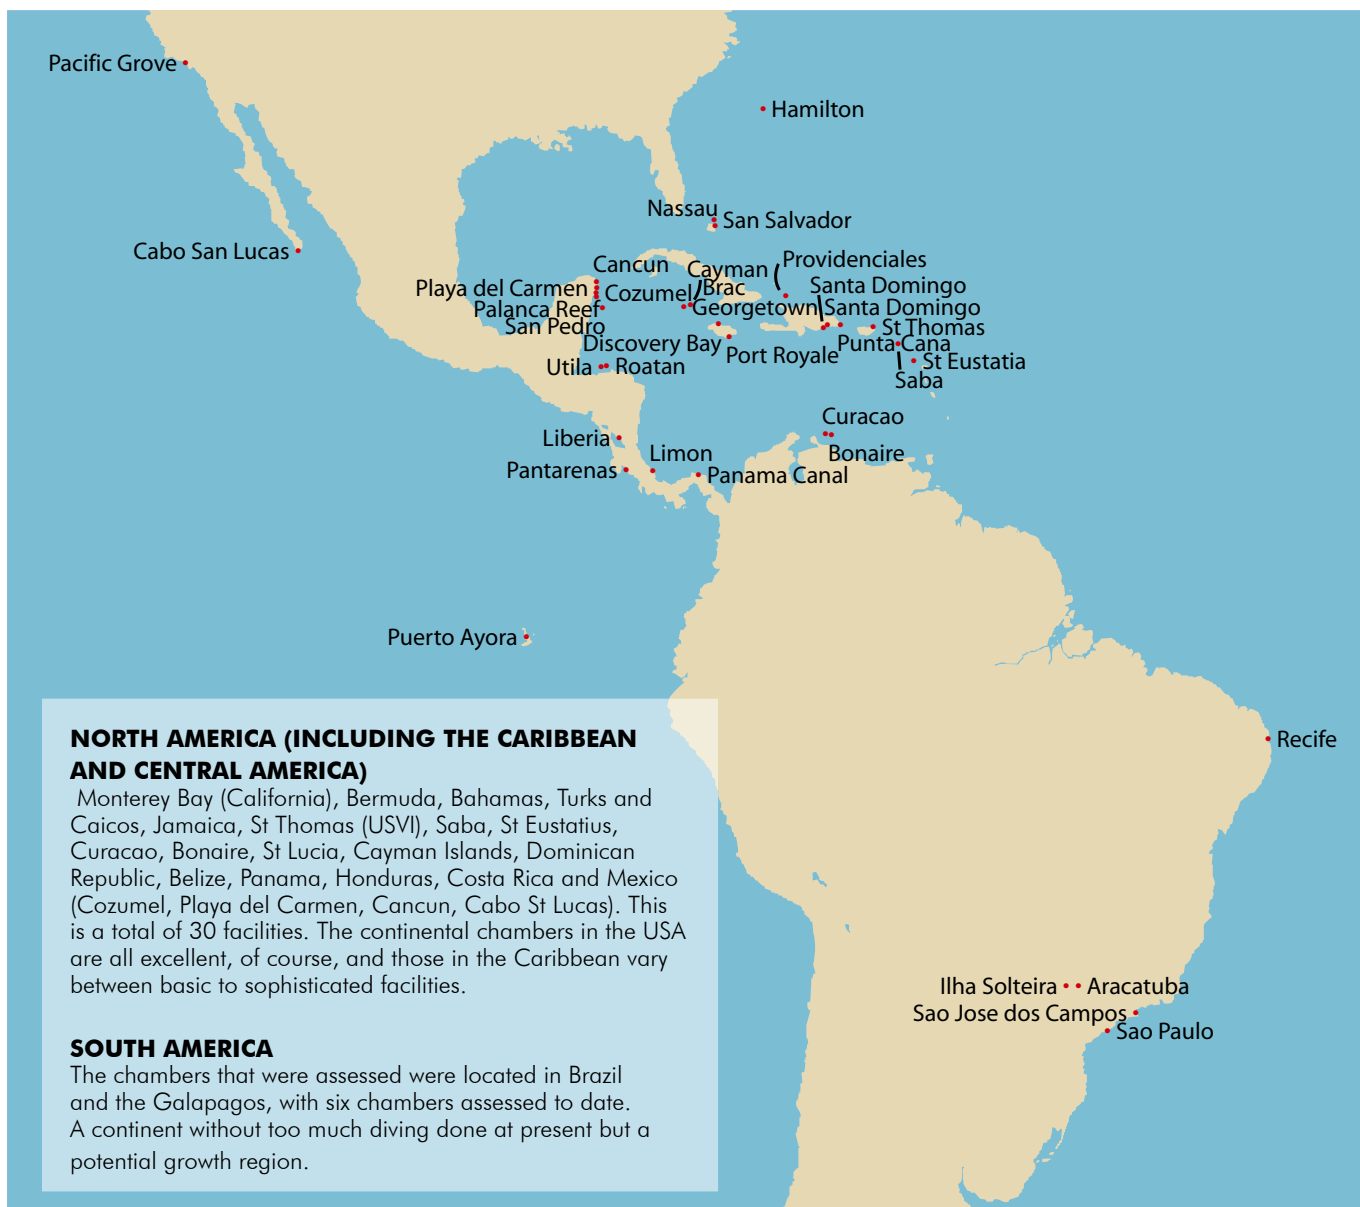 Pacific Grove
Hamilton
Nassau
San Salvador
Cabo San Lucas
Cancun
Cayman
Brac
Providenciales
Playa del Carmen
Cozumel
Santa Domingo
Palanca Reef
Georgetown
Santa Domingo
San Pedro
St Thomas
Discovery Bay
Port Royale
Punta Cana
St Eustatia
Utila
Roatan
Saba
Curacao
Liberia
Limon
Bonaire
Pantarenas
Panama Canal
Puerto Ayora
Recife
Ilha Solteira
Aracatuba
Sao Jose dos Campos
Sao Paulo
NORTH AMERICA (INCLUDING THE CARIBBEAN
AND CENTRAL AMERICA)
Monterey Bay (California), Bermuda, Bahamas, Turks and
Caicos, Jamaica, St Thomas (USVI), Saba, St Eustatius,
Curacao, Bonaire, St Lucia, Cayman Islands, Dominican
Republic, Belize, Panama, Honduras, Costa Rica and Mexico
(Cozumel, Playa del Carmen, Cancun, Cabo St Lucas). This
is a total of 30 facilities. The continental chambers in the USA
are all excellent, of course, and those in the Caribbean vary
between basic to sophisticated facilities.
SOUTH AMERICA
The chambers that were assessed were located in Brazil
and the Galapagos, with six chambers assessed to date.
A continent without too much diving done at present but a
potential growth region.